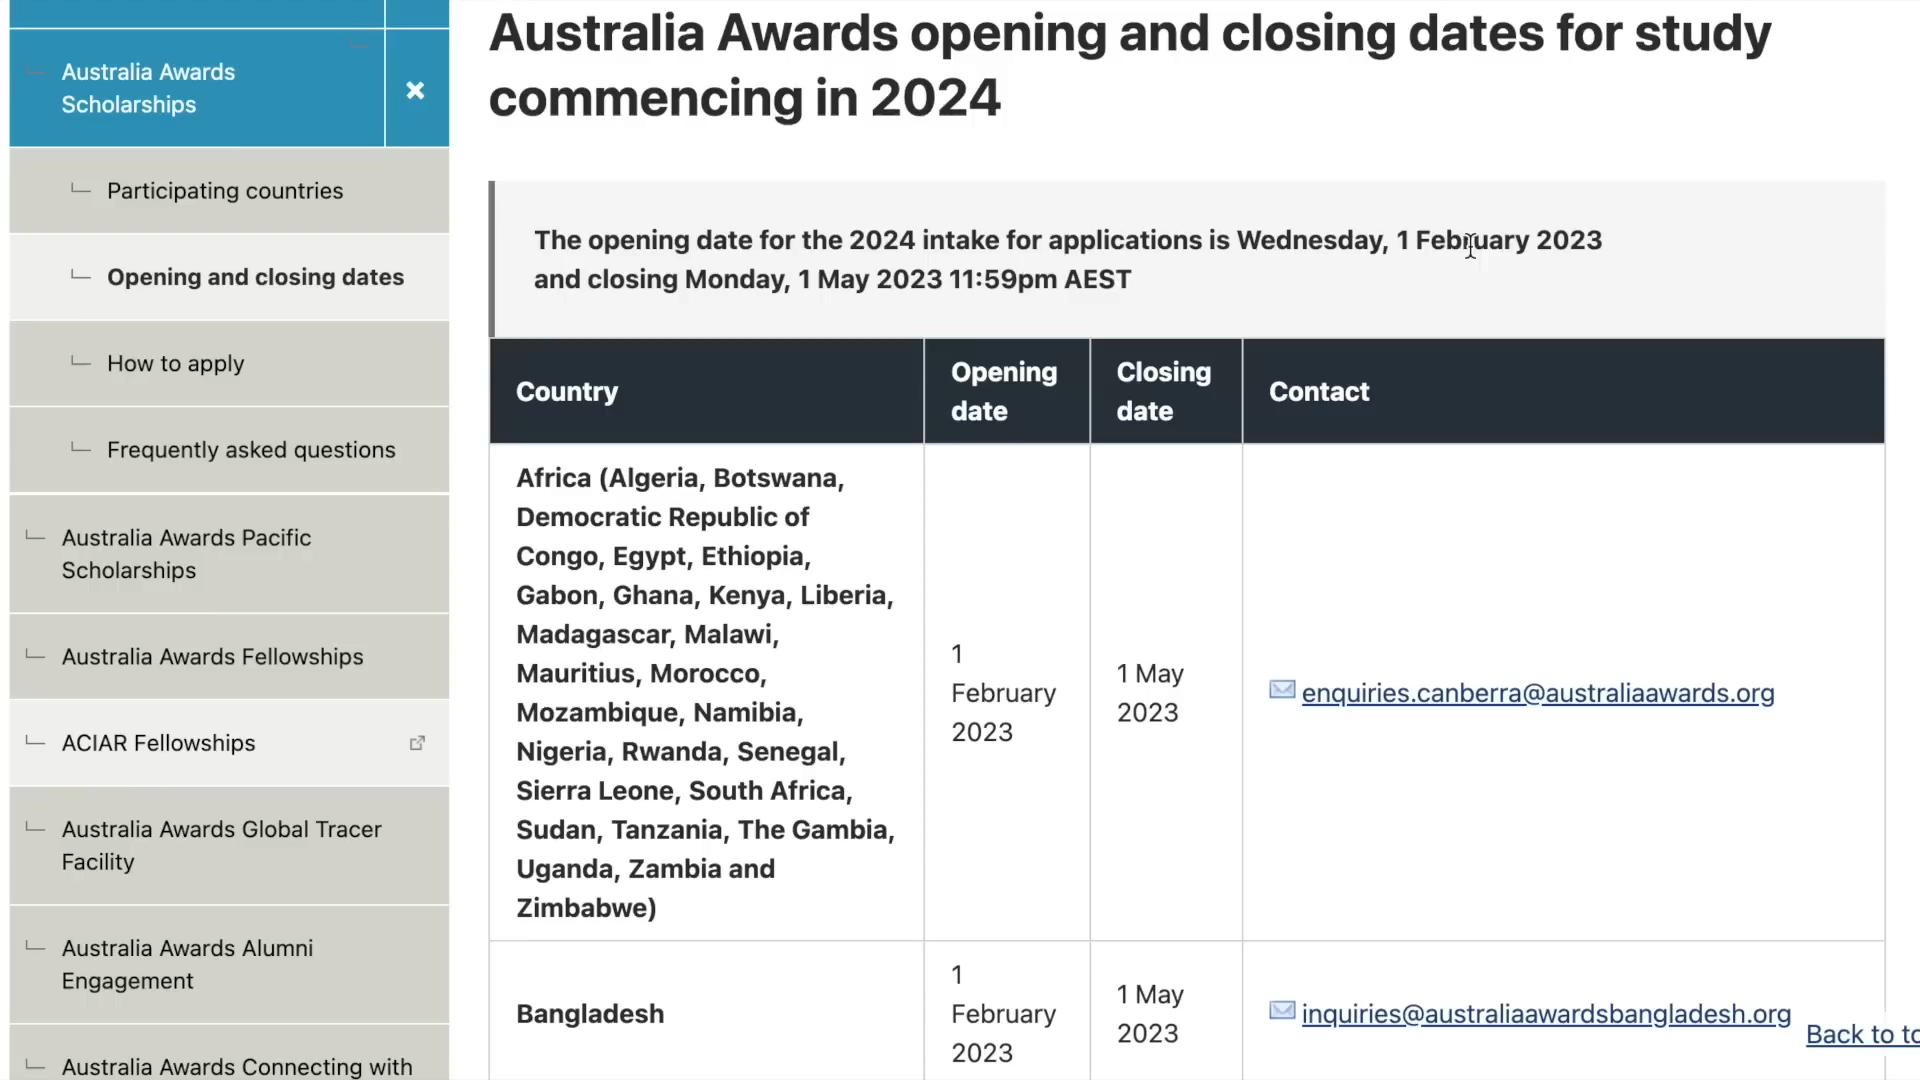 Australia Awards
Scholarships
Participating countries
Opening and closing dates
How to apply
Frequently asked questions
Australia Awards Pacific
Scholarships
Australia Awards Fellowships
ACIAR Fellowships
Australia Awards Global Tracer
Facility
Australia Awards Alumni
Engagement
Australia Awards Connecting with
Australia Awards opening and closing dates for study
commencing in 2024
The opening date for the 2024 intake for applications is Wednesday, 1 February 2023
and closing Monday, 1 May 2023 11:59pm AEST
Country
Opening
date
Closing
date
Contact
Africa (Algeria, Botswana,
Democratic Republic of
Congo, Egypt, Ethiopia,
Gabon, Ghana, Kenya, Liberia,
Madagascar, Malawi,
Mauritius, Morocco,
Mozambique, Namibia,
Nigeria, Rwanda, Senegal,
Sierra Leone, South Africa,
Sudan, Tanzania, The Gambia,
Uganda, Zambia and
Zimbabwe)
1
February
2023
1 May
2023
enquiries.canberra@australiaawards.org
Bangladesh
1
February
2023
1 May
2023
inquiries@australiaawardsbangladesh.org
Back to to